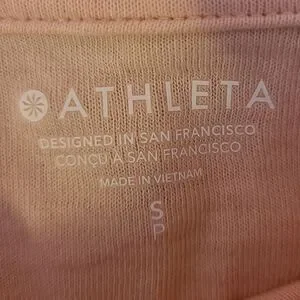 ATHLETA
DESIGNED IN SAN FRANCISCO
CONÇU À SAN FRANCISCO
MADE IN VIETNAM
S
P